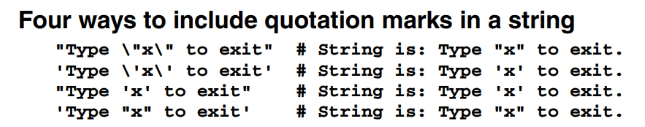 Four ways to include quotation marks in a string
"Type \"x\" to exit" # String is: Type "x" to exit.
'Type \'x\' to exit' # String is: Type 'x' to exit.
"Type 'x' to exit" # String is: Type 'x' to exit.
'Type "x" to exit' # String is: Type "x" to exit.